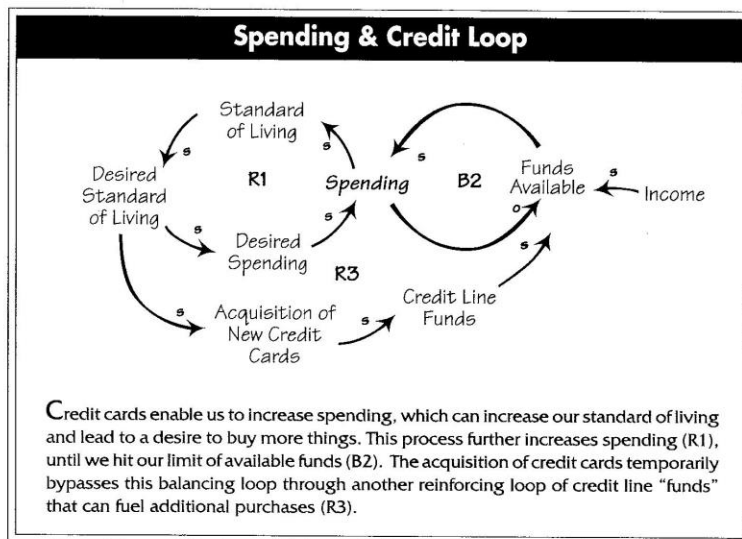 Spending & Credit Loop
Standard
of Living
s
s
Desired
Standard
of Living
R1
Spending
s
B2
Funds
Available
s
Income
o
s
s
Desired
Spending
s
R3
s
Acquisition of
New Credit
Cards
s
Credit Line
Funds
Credit cards enable us to increase spending, which can increase our standard of living
and lead to a desire to buy more things. This process further increases spending (R1),
until we hit our limit of available funds (B2). The acquisition of credit cards temporarily
bypasses this balancing loop through another reinforcing loop of credit line “funds”
that can fuel additional purchases (R3).